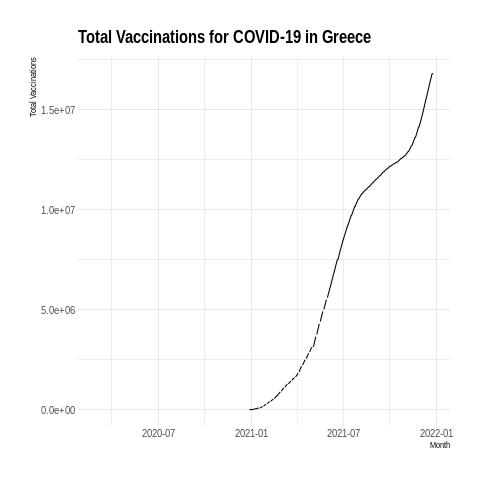 Total Vaccinations for COVID-19 in Greece
Total Vaccinations
1.5e+07
1.0e+07
5.0e+06
0.0e+00
2020-07 2021-01 2021-07 2022-01
Month